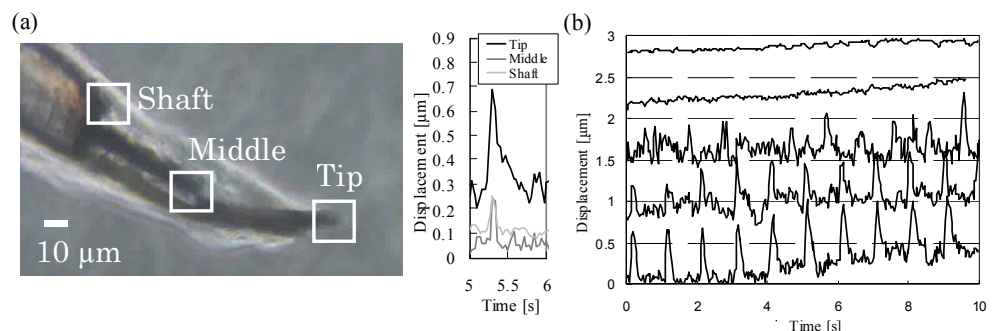 (a)
Shaft
Middle
Tip
10 µm
Displacement [µm]
0.9
0.8
0.7
0.6
0.5
0.4
0.3
0.2
0.1
0
Tip
Middle
Shaft
5
5.5
6
Time [s]
(b)
Displacement [µm]
3
2.5
2
1.5
1
0.5
0
0
2
4
6
8
10
Time [s]